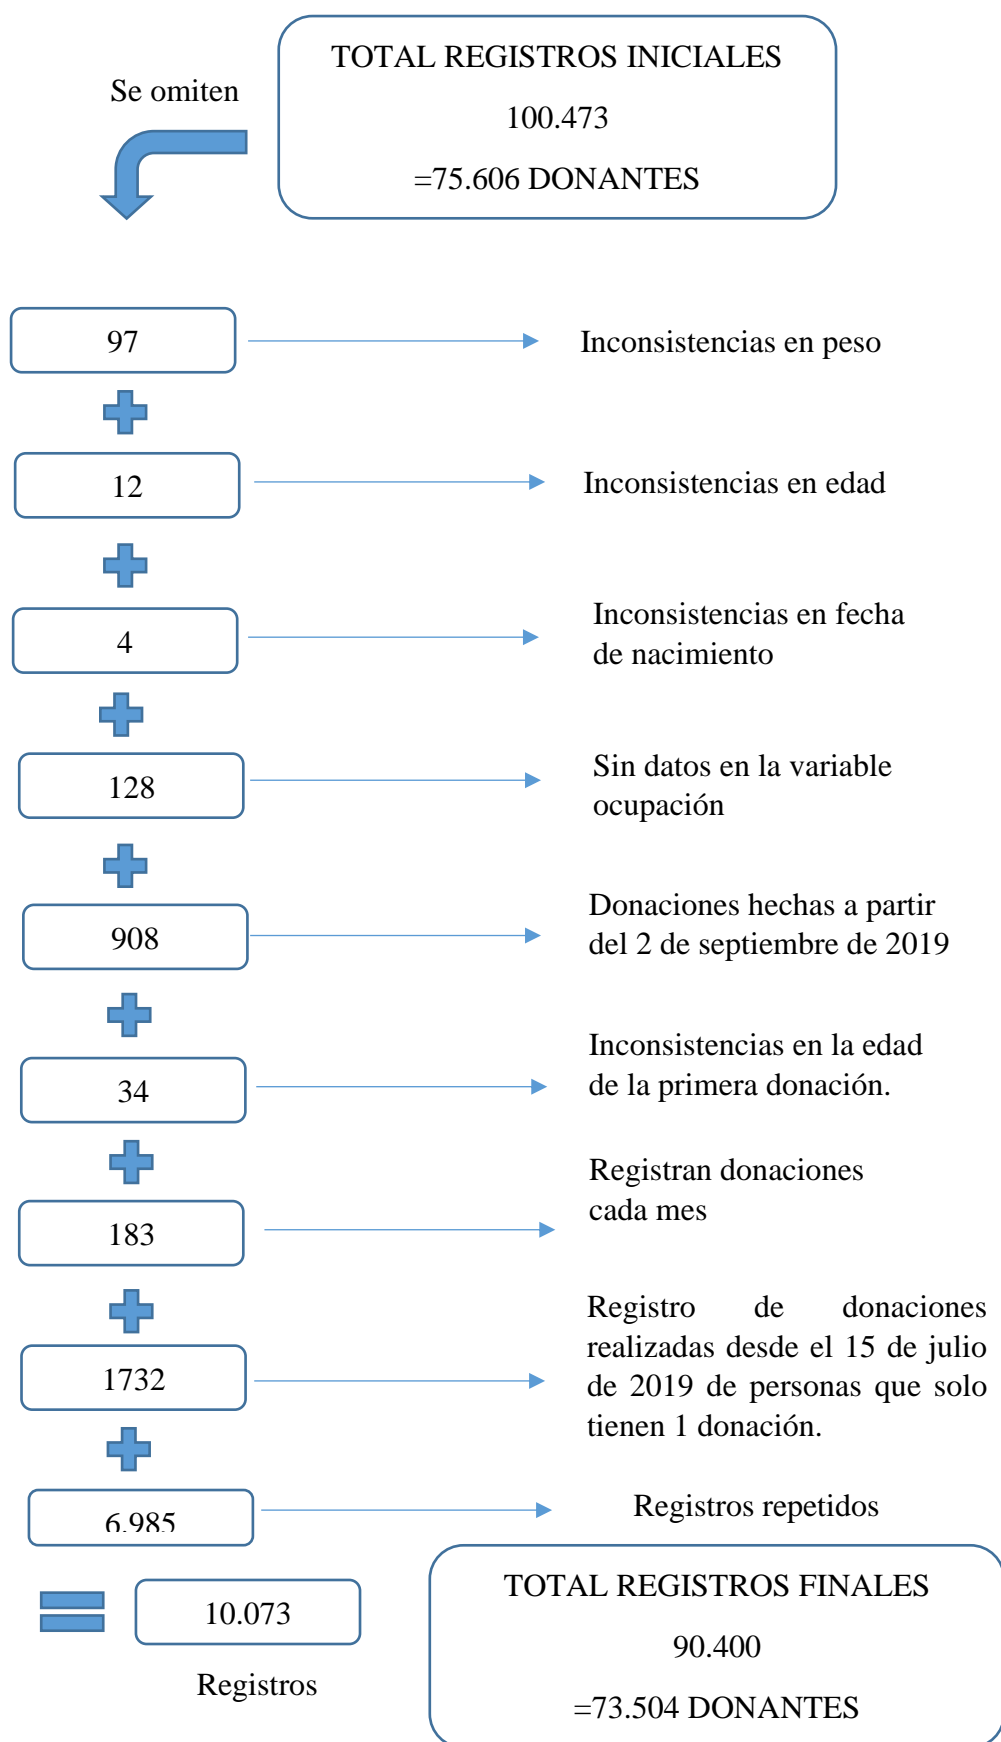 TOTAL REGISTROS INICIALES
100.473
=75.606 DONANTES
Se omiten
97
Inconsistencias en peso
12
Inconsistencias en edad
4
Inconsistencias en fecha
de nacimiento
128
Sin datos en la variable
ocupación
908
Donaciones hechas a partir
del 2 de septiembre de 2019
34
Inconsistencias en la edad
de la primera donación.
183
Registran donaciones
cada mes
1732
Registro de donaciones
realizadas desde el 15 de julio
de 2019 de personas que solo
tienen 1 donación.
6.985
Registros repetidos
10.073
Registros
TOTAL REGISTROS FINALES
90.400
=73.504 DONANTES